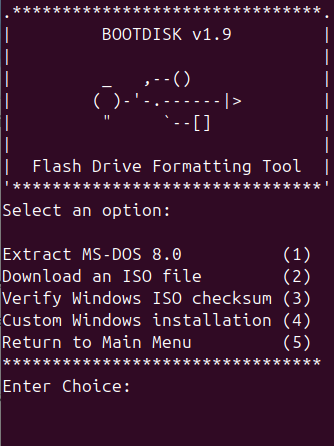 .*******************************.
|         BOOTDISK v1.9         |
|                               |
|         _   ,--()             |
|        ( )-'-.------|>        |
|         "     `--[]           |
|                               |
|  Flash Drive Formatting Tool  |
'*******************************'
Select an option:
Extract MS-DOS 8.0          (1)
Download an ISO file        (2)
Verify Windows ISO checksum (3)
Custom Windows installation (4)
Return to Main Menu         (5)
********************************
Enter Choice: